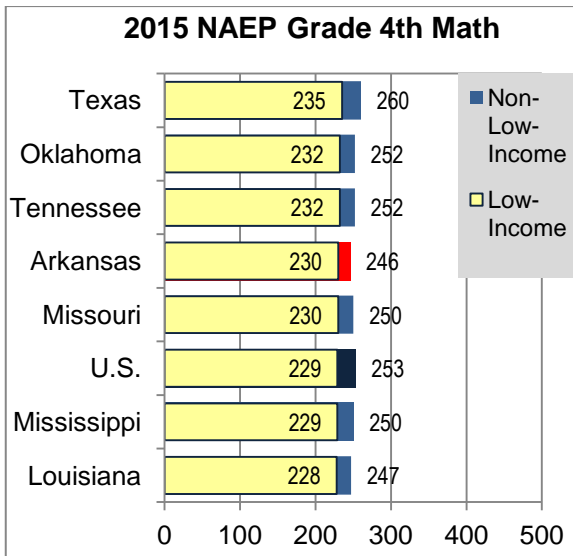 2015 NAEP Grade 4th Math
Texas 235 260
Oklahoma 232 252
Tennessee 232 252
Arkansas 230 246
Missouri 230 250
U.S. 229 253
Mississippi 229 250
Louisiana 228 247
0 100 200 300 400 500
Non-
Low-
Income
Low-
Income